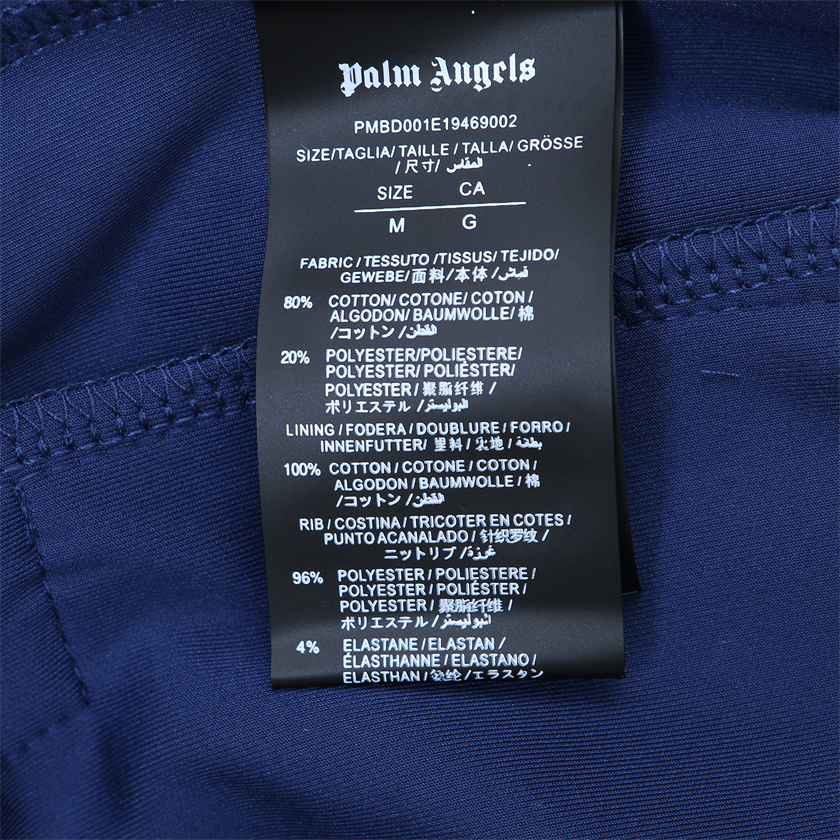 Palm Angels
PMBD001E19469002
SIZE/TAGLIA/ TAILLE / TALLA/ GRÖSSE
/ 尺寸/ المقاس
SIZE CA
M G
FABRIC / TESSUTO /TISSUS/ TEJIDO/
GEWEBE/ 面料/ 本体 /قماش
80% COTTON/ COTONE/ COTON /
ALGODON/ BAUMWOLLE/ 棉
/コットン /القطن
20% POLYESTER/POLIESTERE/
POLYESTER/ POLIÉSTER/
POLYESTER / 聚脂纤维 /
ポリエステル /البوليستر
LINING / FODERA / DOUBLURE / FORRO /
INNENFUTTER/ 里料 / 裏地 / بطانة
100% COTTON / COTONE / COTON /
ALGODON / BAUMWOLLE / 棉
/コットン /القطن
RIB / COSTINA / TRICOTER EN COTES /
PUNTO ACANALADO / 针织罗纹 /
ニットリブ /غرزة
96% POLYESTER / POLIESTERE /
POLYESTER / POLIÉSTER /
POLYESTER / 聚脂纤维 /
ポリエステル / البوليستر
4% ELASTANE / ELASTAN /
ÉLASTHANNE / ELASTANO /
ELASTHAN / エラスタン